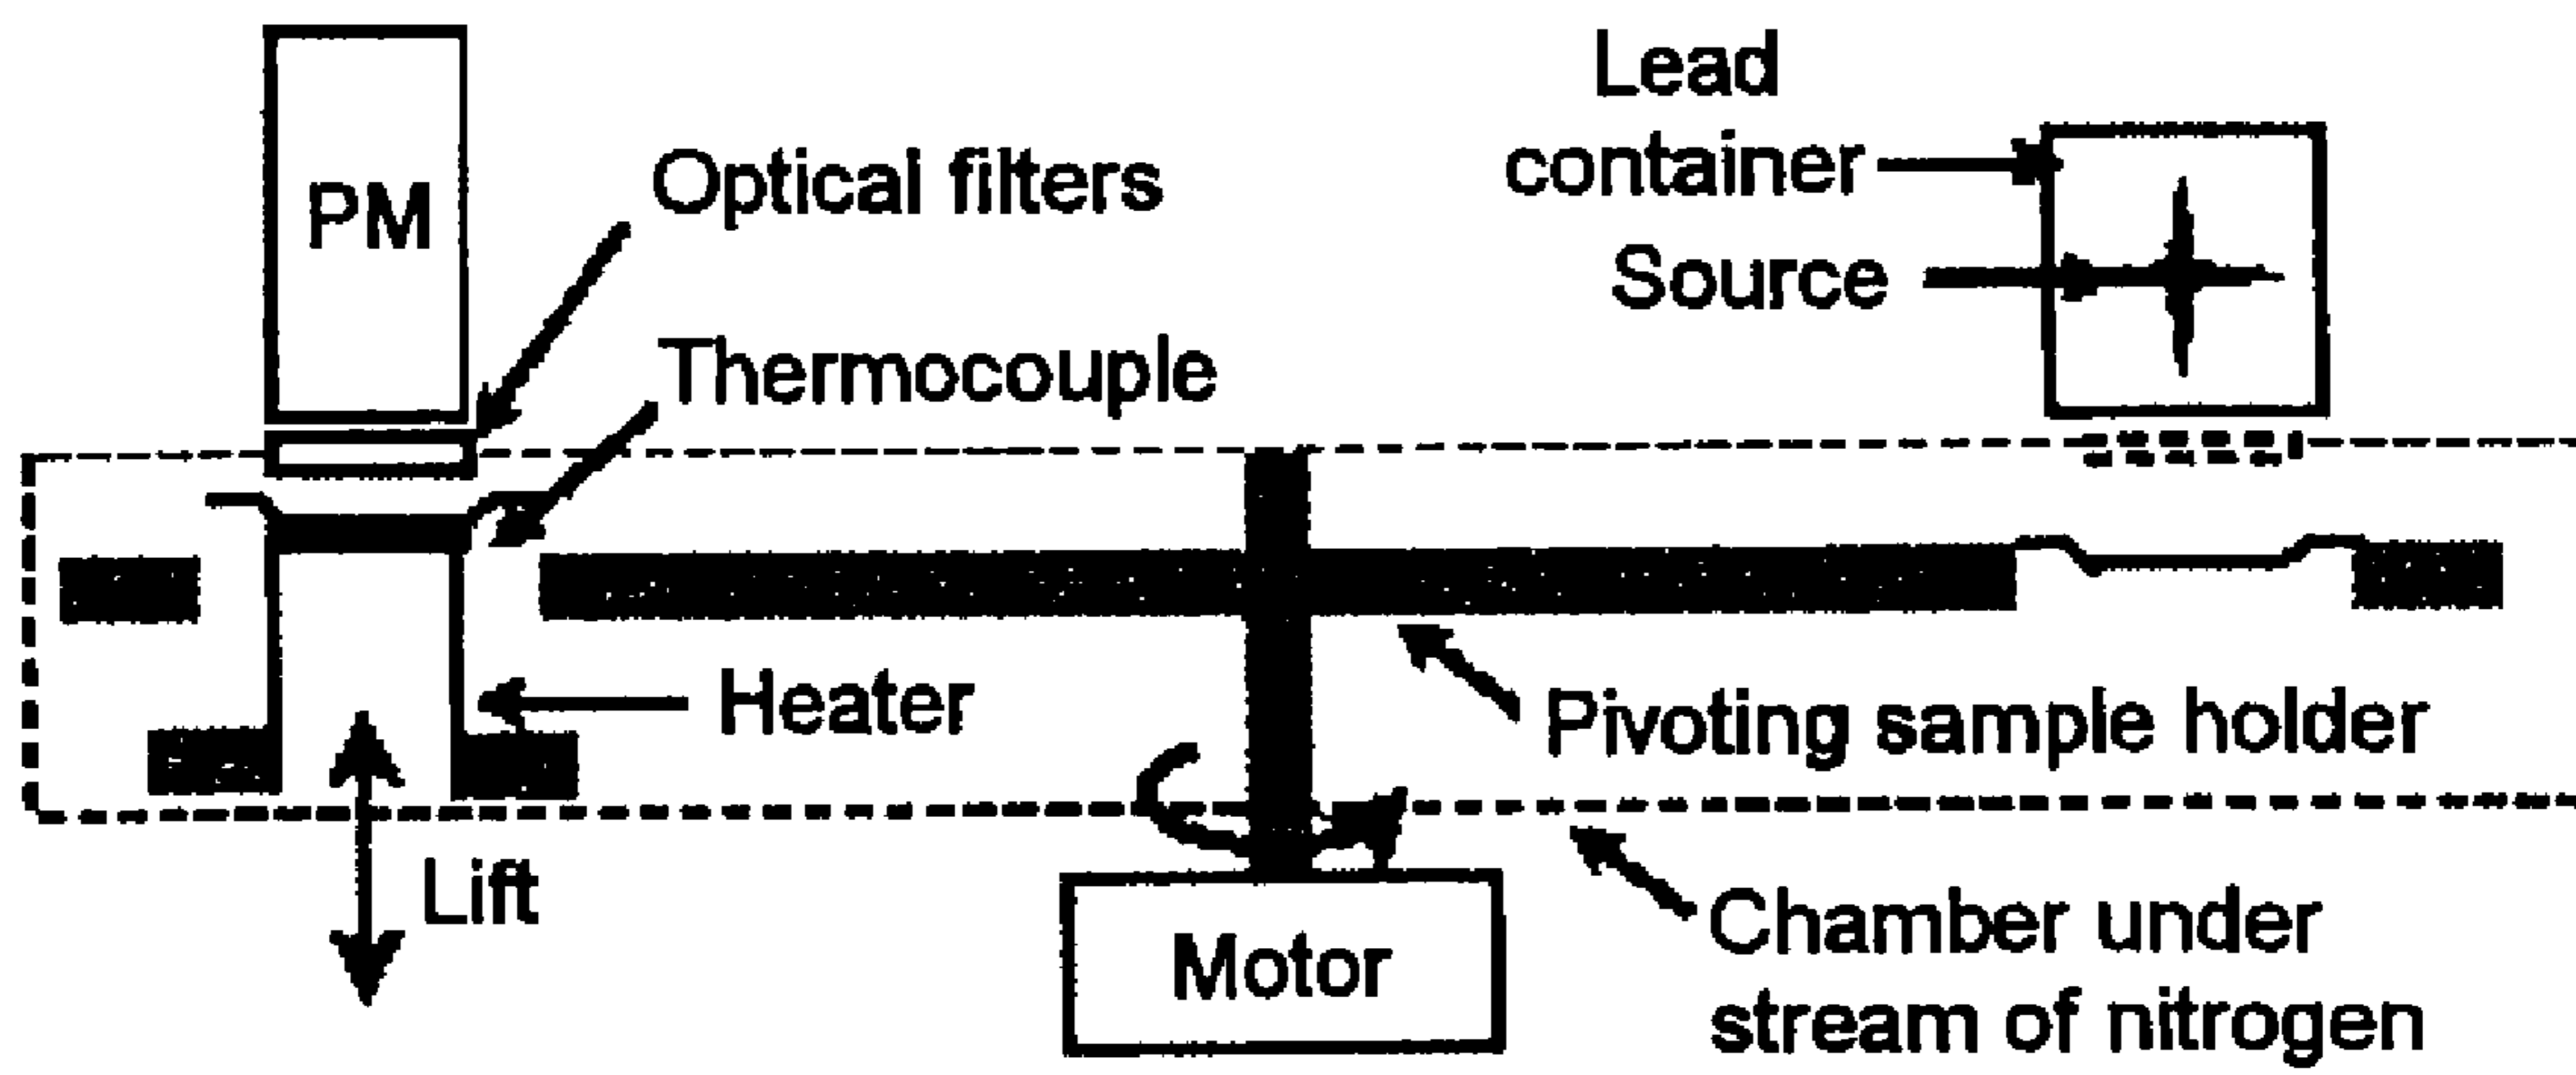 PM
Optical filters
Thermocouple
Lead
container
Source
Heater
Pivoting sample holder
Lift
Motor
Chamber under
stream of nitrogen